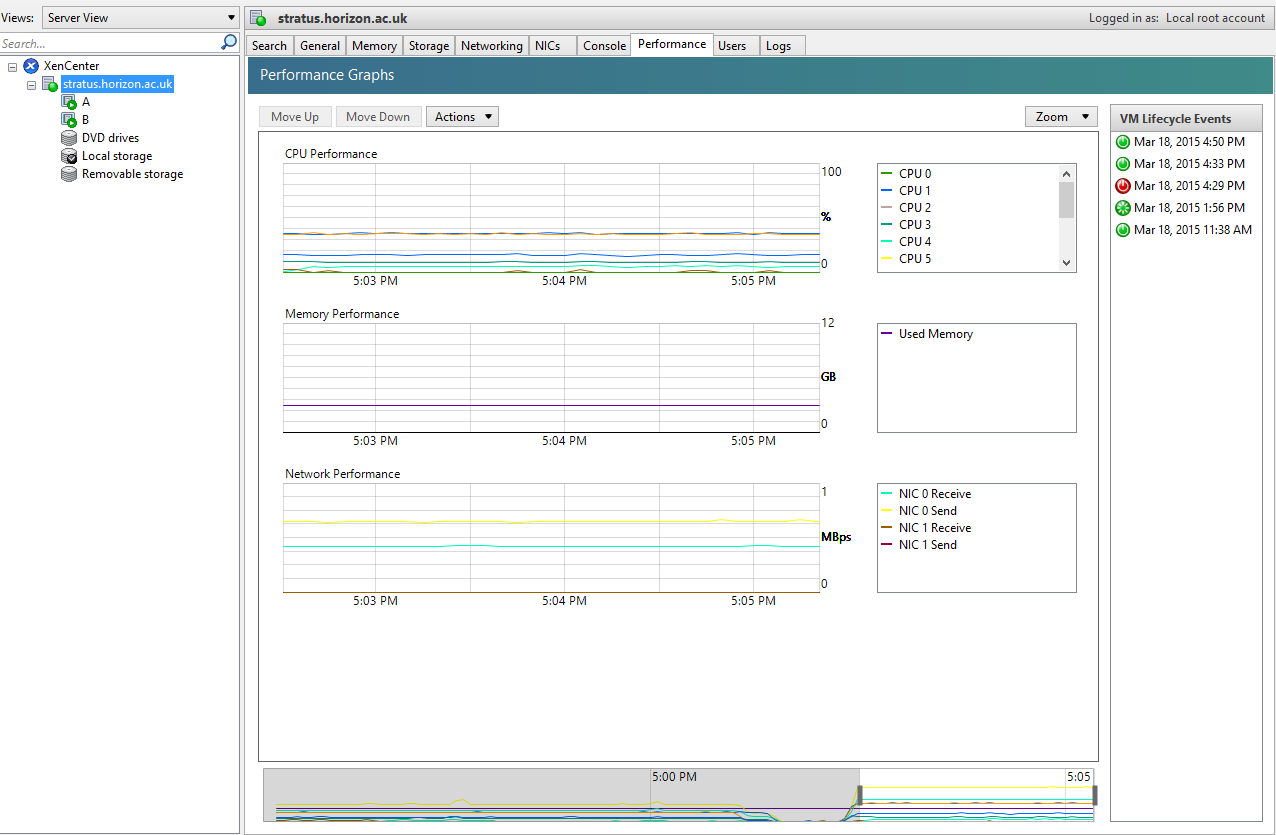 Views: Server View
stratus.horizon.ac.uk
Logged in as: Local root account
Search...
Search General Memory Storage Networking NICs Console Performance Users Logs
XenCenter
stratus.horizon.ac.uk
A
B
DVD drives
Local storage
Removable storage
Performance Graphs
Move Up Move Down Actions Zoom
CPU Performance
100
%
0
5:03 PM 5:04 PM 5:05 PM
CPU 0
CPU 1
CPU 2
CPU 3
CPU 4
CPU 5
Memory Performance
12
GB
0
5:03 PM 5:04 PM 5:05 PM
Used Memory
Network Performance
1
MBps
0
5:03 PM 5:04 PM 5:05 PM
NIC 0 Receive
NIC 0 Send
NIC 1 Receive
NIC 1 Send
5:00 PM 5:05
VM Lifecycle Events
Mar 18, 2015 4:50 PM
Mar 18, 2015 4:33 PM
Mar 18, 2015 4:29 PM
Mar 18, 2015 1:56 PM
Mar 18, 2015 11:38 AM